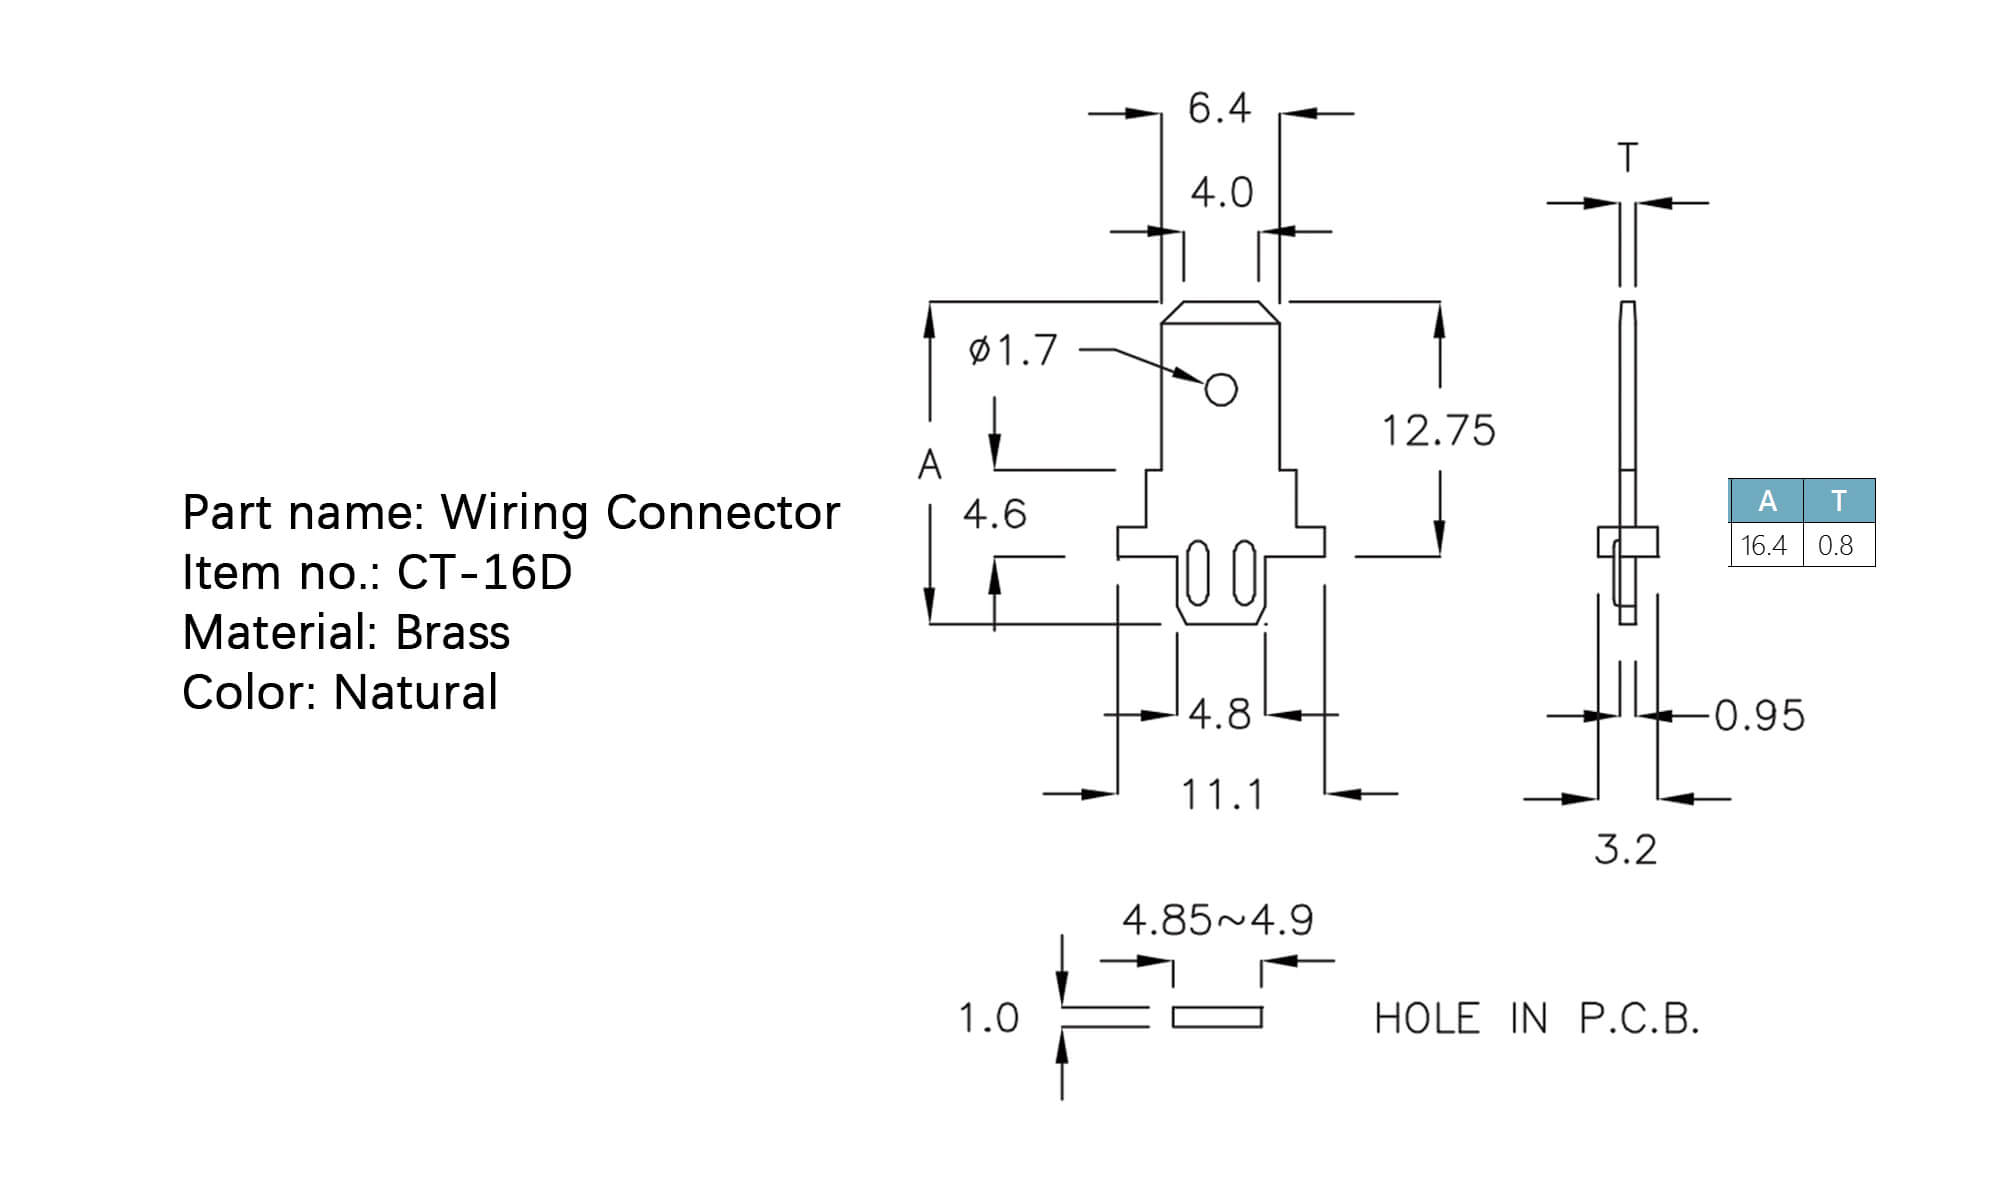 6.4
4.0
T
ø1.7
12.75
A
4.6
Part name: Wiring Connector
Item no.: CT-16D
Material: Brass
Color: Natural
A T
16.4 0.8
4.8
0.95
11.1
3.2
4.85~4.9
1.0
HOLE IN P.C.B.